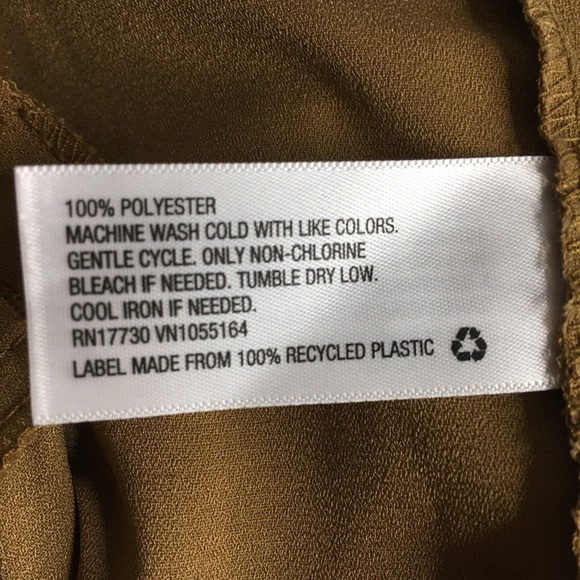 100% POLYESTER
MACHINE WASH COLD WITH LIKE COLORS.
GENTLE CYCLE. ONLY NON-CHLORINE
BLEACH IF NEEDED. TUMBLE DRY LOW.
COOL IRON IF NEEDED.
RN17730 VN1055164
LABEL MADE FROM 100% RECYCLED PLASTIC